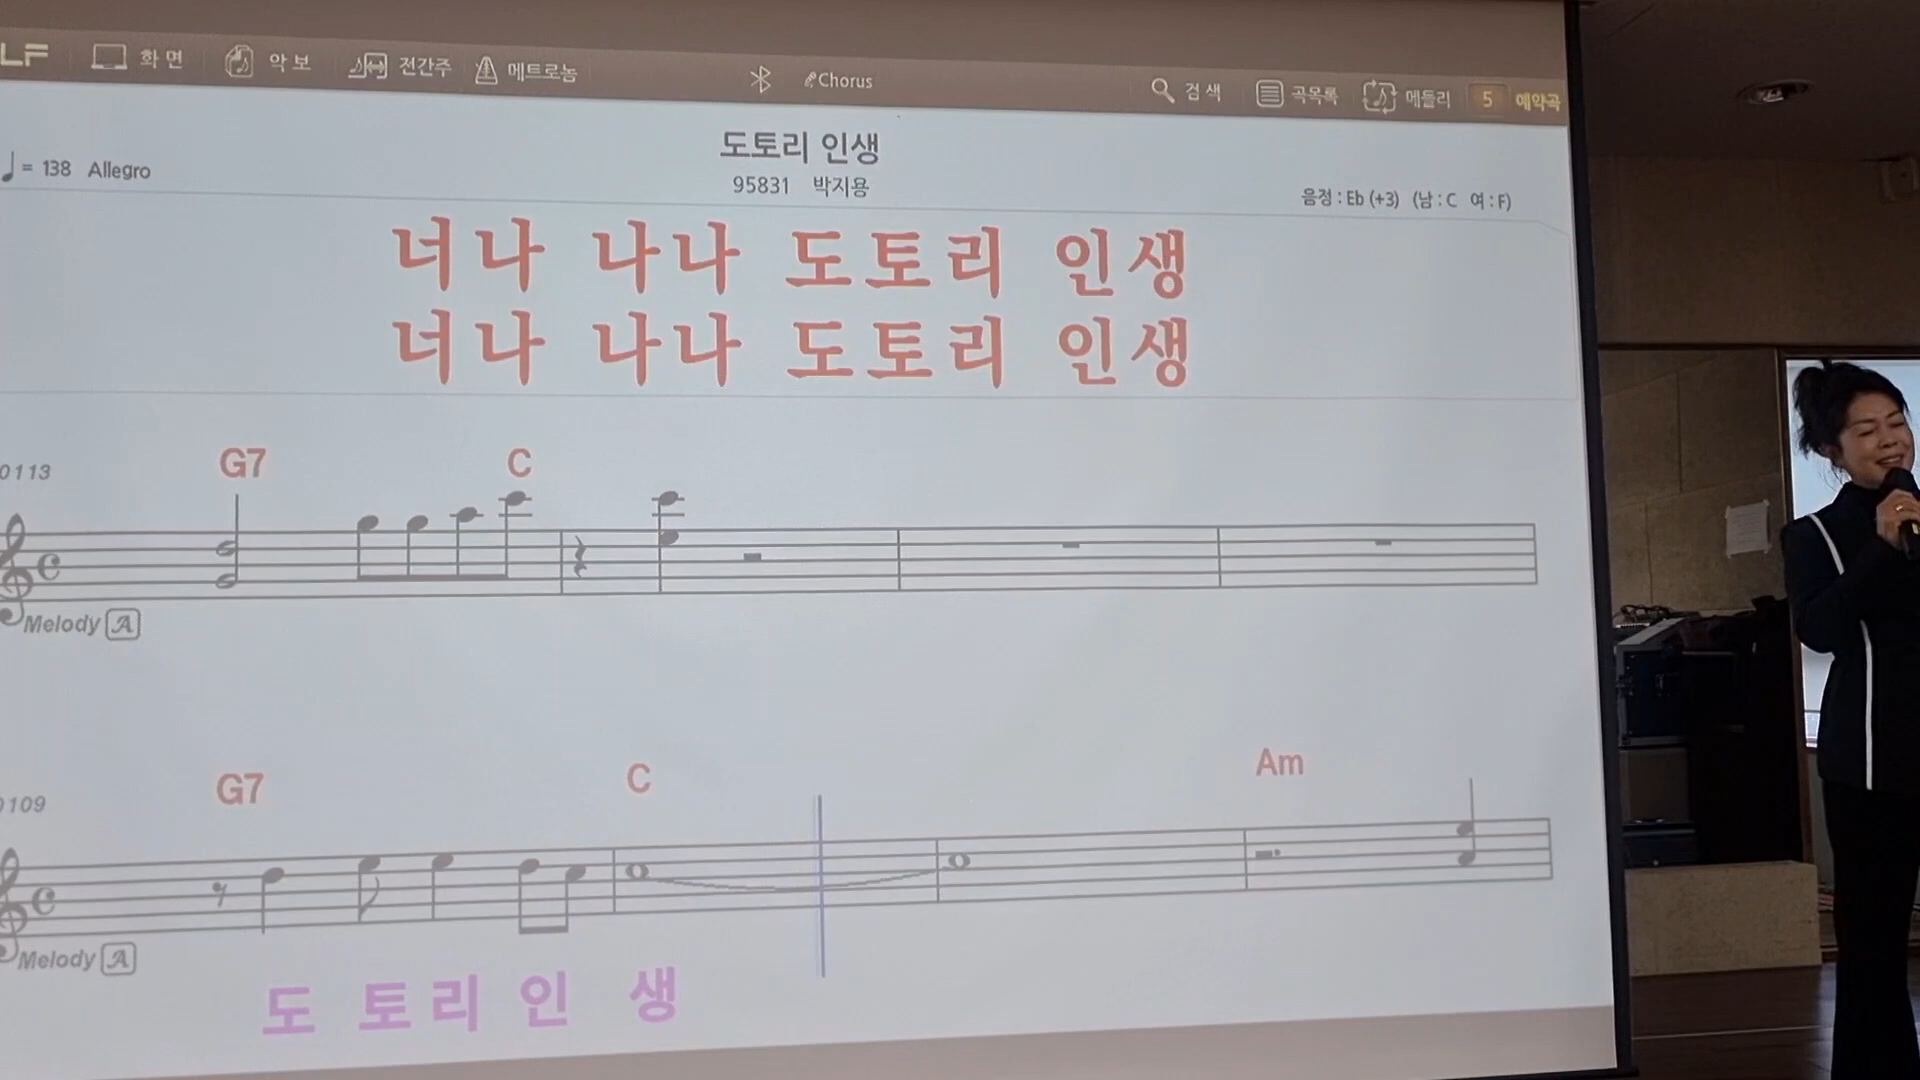 LF 화면 악보 전간주 메트로놈 Chorus 검색 곡목록 메들리 5 예약곡
도토리 인생
♩= 138 Allegro
95831 박지용
음정 : Eb (+3) (남 : C 여 : F)
너나 나나 도토리 인생
너나 나나 도토리 인생
0113 G7 C
Melody A
0109 G7 C Am
Melody A
도 토리 인 생